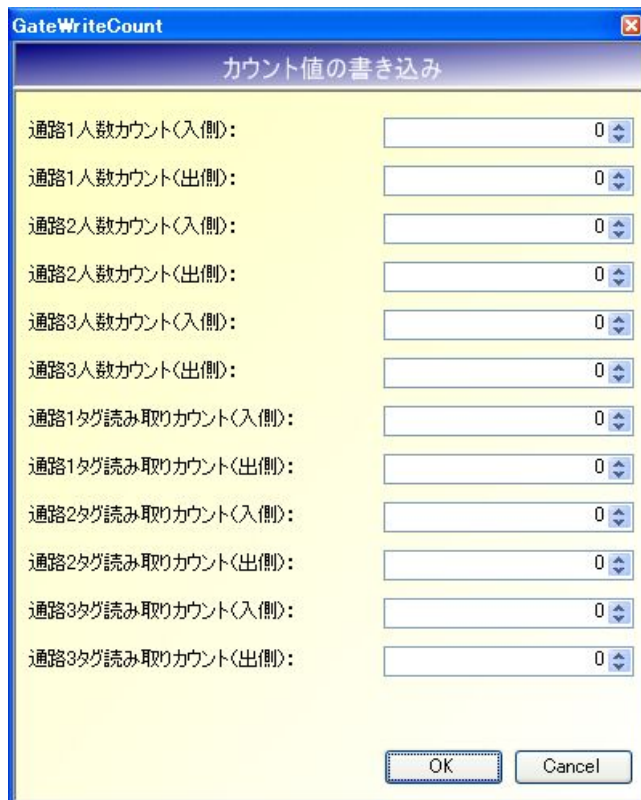 GateWriteCount
カウント値の書き込み
通路1人数カウント(入側): 0
通路1人数カウント(出側): 0
通路2人数カウント(入側): 0
通路2人数カウント(出側): 0
通路3人数カウント(入側): 0
通路3人数カウント(出側): 0
通路1タグ読み取りカウント(入側): 0
通路1タグ読み取りカウント(出側): 0
通路2タグ読み取りカウント(入側): 0
通路2タグ読み取りカウント(出側): 0
通路3タグ読み取りカウント(入側): 0
通路3タグ読み取りカウント(出側): 0
OK Cancel